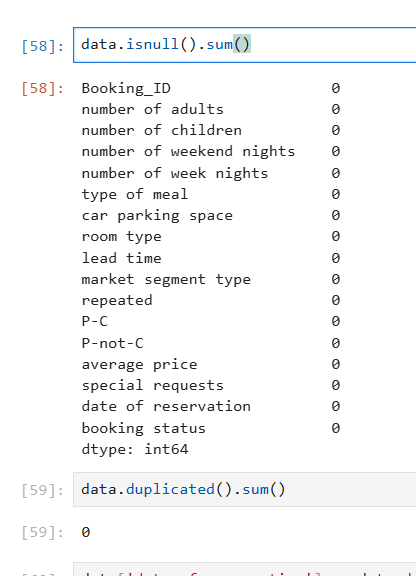 [58]: data.isnull().sum()
[58]: Booking_ID 0
number of adults 0
number of children 0
number of weekend nights 0
number of week nights 0
type of meal 0
car parking space 0
room type 0
lead time 0
market segment type 0
repeated 0
P-C 0
P-not-C 0
average price 0
special requests 0
date of reservation 0
booking status 0
dtype: int64
[59]: data.duplicated().sum()
[59]: 0